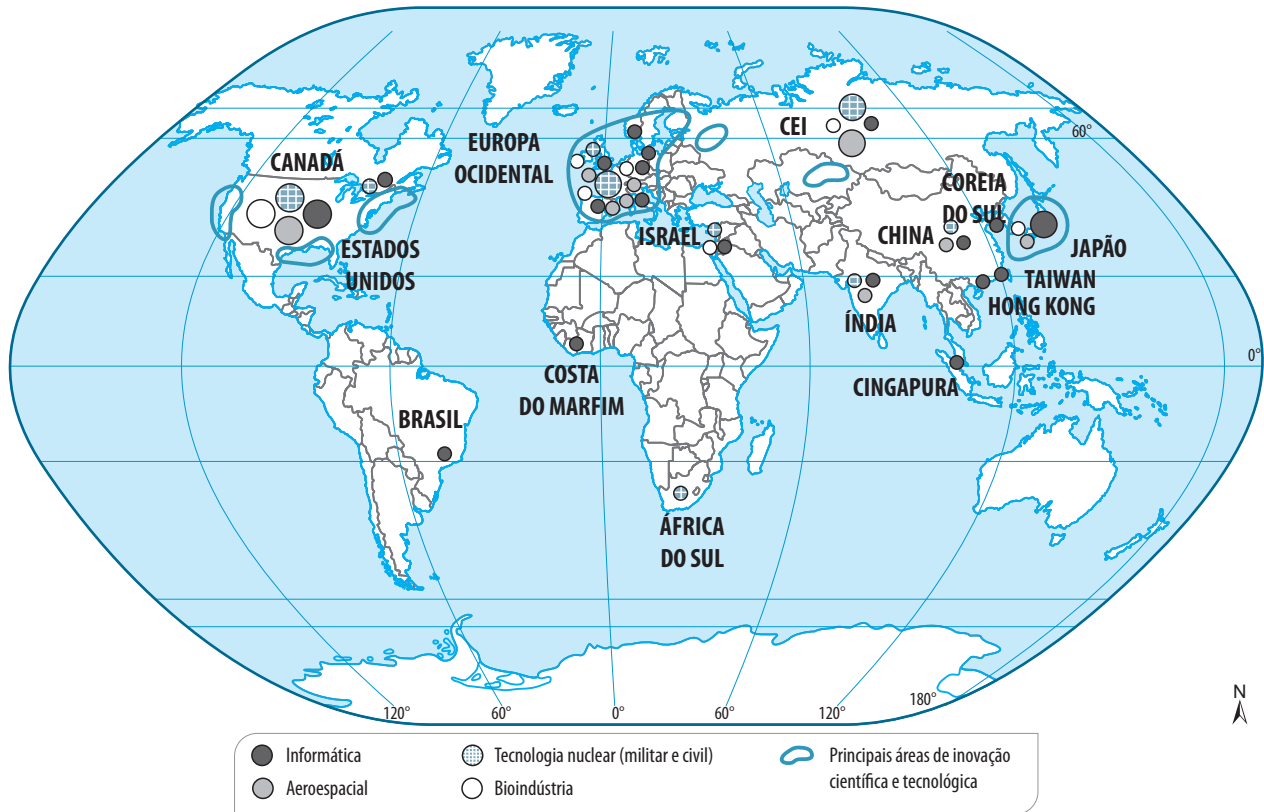 CANADÁ
ESTADOS
UNIDOS
EUROPA
OCIDENTAL
CEI
COREIA
DO SUL
CHINA
JAPÃO
TAIWAN
HONG KONG
ISRAEL
ÍNDIA
CINGAPURA
COSTA
DO MARFIM
BRASIL
ÁFRICA
DO SUL
60°
0°
120°
60°
0°
60°
120°
180°
N
Informática
Aeroespacial
Tecnologia nuclear (militar e civil)
Bioindústria
Principais áreas de inovação
científica e tecnológica